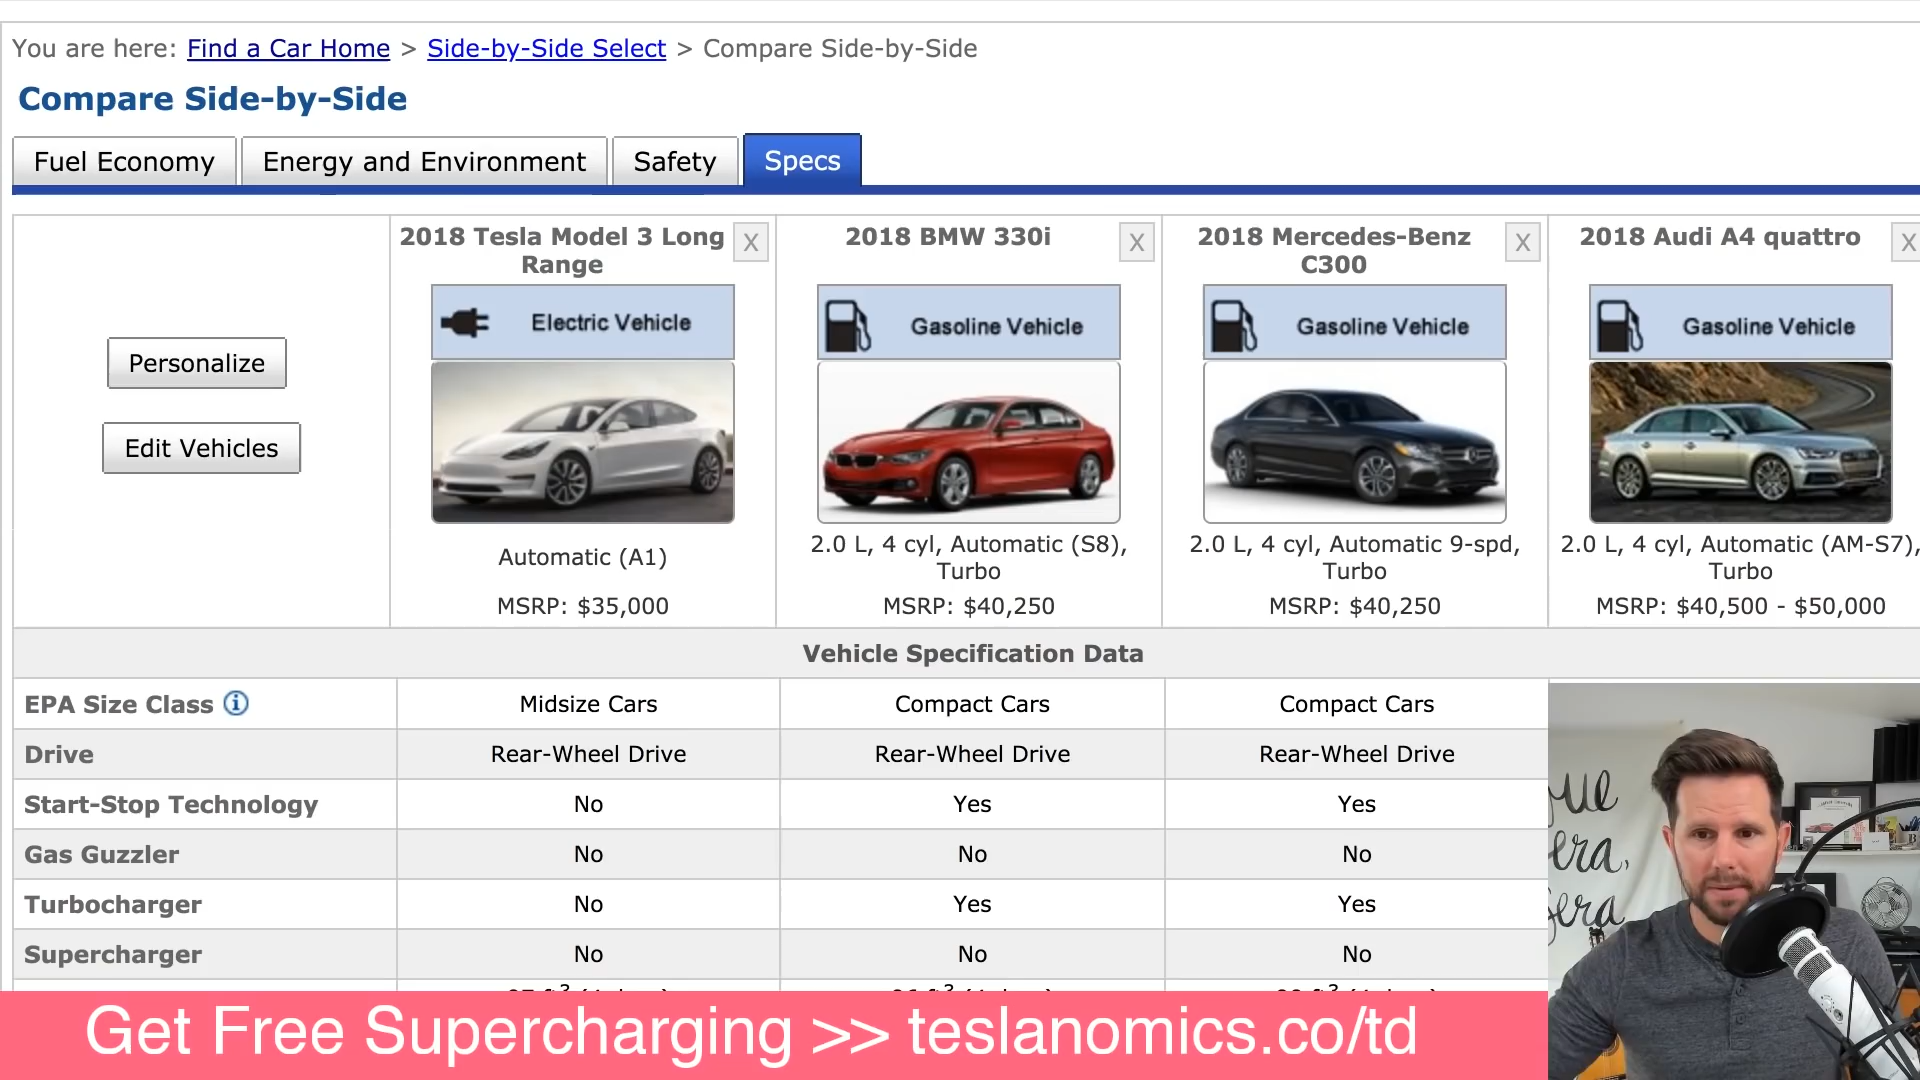 You are here: Find a Car Home > Side-by-Side Select > Compare Side-by-Side
Compare Side-by-Side
Fuel Economy
Energy and Environment
Safety
Specs
Personalize
Edit Vehicles
2018 Tesla Model 3 Long
Range
X
Electric Vehicle
Automatic (A1)
MSRP: $35,000
2018 BMW 330i
X
Gasoline Vehicle
2.0 L, 4 cyl, Automatic (S8),
Turbo
MSRP: $40,250
2018 Mercedes-Benz
C300
X
Gasoline Vehicle
2.0 L, 4 cyl, Automatic 9-spd,
Turbo
MSRP: $40,250
2018 Audi A4 quattro
X
Gasoline Vehicle
2.0 L, 4 cyl, Automatic (AM-S7),
Turbo
MSRP: $40,500 - $50,000
Vehicle Specification Data
EPA Size Class Midsize Cars Compact Cars Compact Cars
Drive Rear-Wheel Drive Rear-Wheel Drive Rear-Wheel Drive
Start-Stop Technology No Yes Yes
Gas Guzzler No No No
Turbocharger No Yes Yes
Supercharger No No No
Get Free Supercharging >> teslanomics.co/td